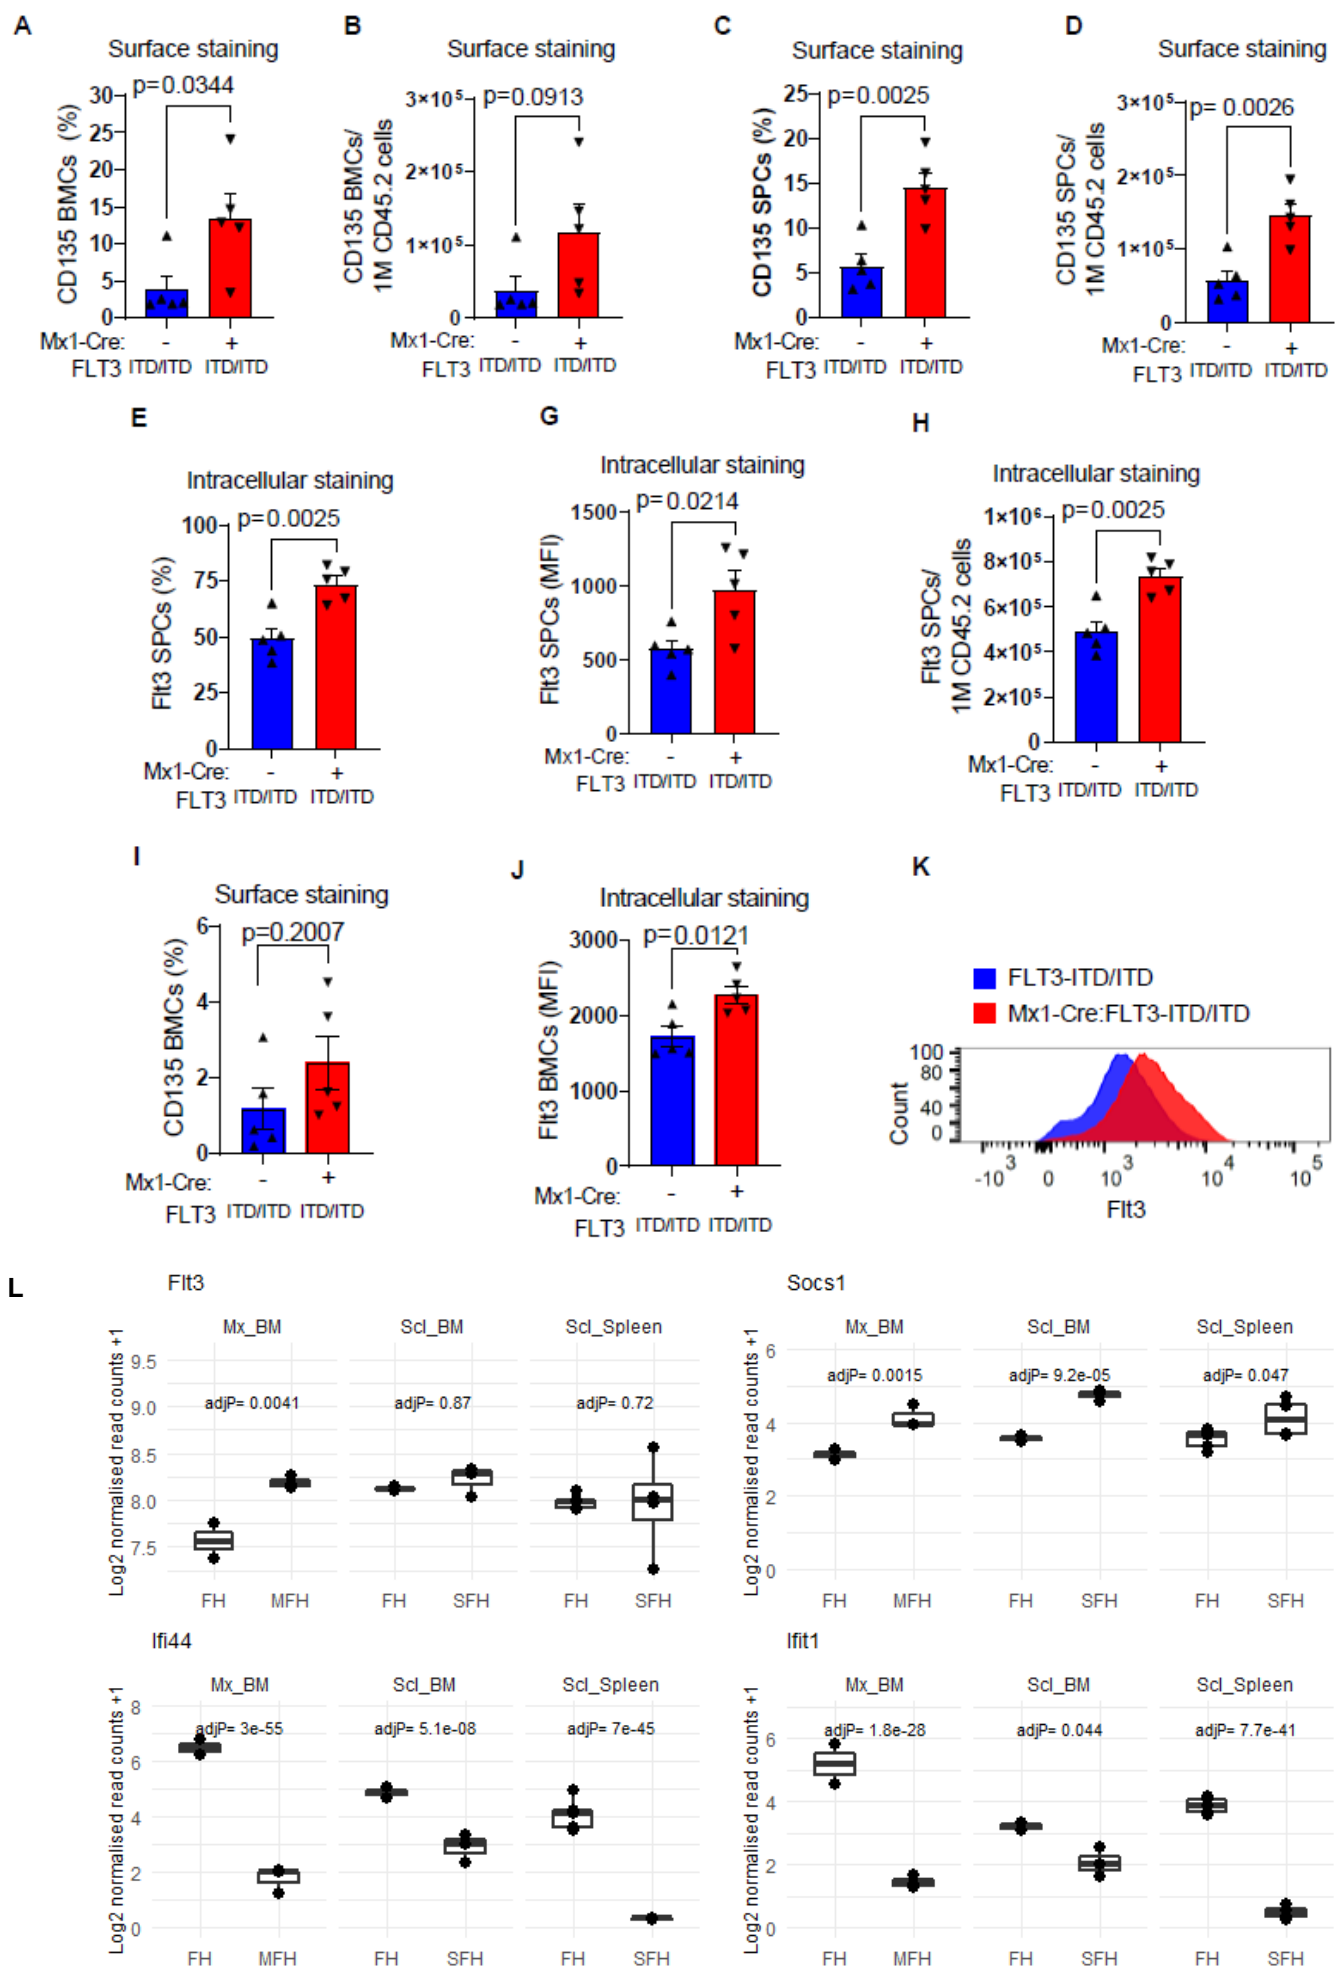 A
Surface staining
p=0.0344
CD135 BMCs (%)
30
25
20
15
10
5
0
Mx1-Cre: - +
FLT3 ITD/ITD ITD/ITD
B
Surface staining
p=0.0913
CD135 BMCs/
1M CD45.2 cells
3×10⁵
2×10⁵
1×10⁵
0
Mx1-Cre: - +
FLT3 ITD/ITD ITD/ITD
C
Surface staining
p=0.0025
CD135 SPCs (%)
25
20
15
10
5
0
Mx1-Cre: - +
FLT3 ITD/ITD ITD/ITD
D
Surface staining
p= 0.0026
CD135 SPCs/
1M CD45.2 cells
3×10⁵
2×10⁵
1×10⁵
0
Mx1-Cre: - +
FLT3 ITD/ITD ITD/ITD
E
Intracellular staining
p=0.0025
Flt3 SPCs (%)
100
75
50
25
0
Mx1-Cre: - +
FLT3 ITD/ITD ITD/ITD
G
Intracellular staining
p=0.0214
Flt3 SPCs (MFI)
1500
1000
500
0
Mx1-Cre: - +
FLT3 ITD/ITD ITD/ITD
H
Intracellular staining
p=0.0025
Flt3 SPCs/
1M CD45.2 cells
1×10⁶
8×10⁵
6×10⁵
4×10⁵
2×10⁵
0
Mx1-Cre: - +
FLT3 ITD/ITD ITD/ITD
I
Surface staining
p=0.2007
CD135 BMCs (%)
6
4
2
0
Mx1-Cre: - +
FLT3 ITD/ITD ITD/ITD
J
Intracellular staining
p=0.0121
Flt3 BMCs (MFI)
3000
2000
1000
0
Mx1-Cre: - +
FLT3 ITD/ITD ITD/ITD
K
FLT3-ITD/ITD
Mx1-Cre:FLT3-ITD/ITD
Count
100
80
40
0
-10³ 0 10³ 10⁴ 10⁵
Flt3
L
Flt3
Mx_BM Scl_BM Scl_Spleen
Log2 normalised read counts +1
9.5
9.0
8.5
8.0
7.5
adjP= 0.0041 adjP= 0.87 adjP= 0.72
FH MFH FH SFH FH SFH
Socs1
Mx_BM Scl_BM Scl_Spleen
Log2 normalised read counts +1
6
4
2
0
adjP= 0.0015 adjP= 9.2e-05 adjP= 0.047
FH MFH FH SFH FH SFH
Ifi44
Mx_BM Scl_BM Scl_Spleen
Log2 normalised read counts +1
8
6
4
2
0
adjP= 3e-55 adjP= 5.1e-08 adjP= 7e-45
FH MFH FH SFH FH SFH
Ifit1
Mx_BM Scl_BM Scl_Spleen
Log2 normalised read counts +1
6
4
2
0
adjP= 1.8e-28 adjP= 0.044 adjP= 7.7e-41
FH MFH FH SFH FH SFH